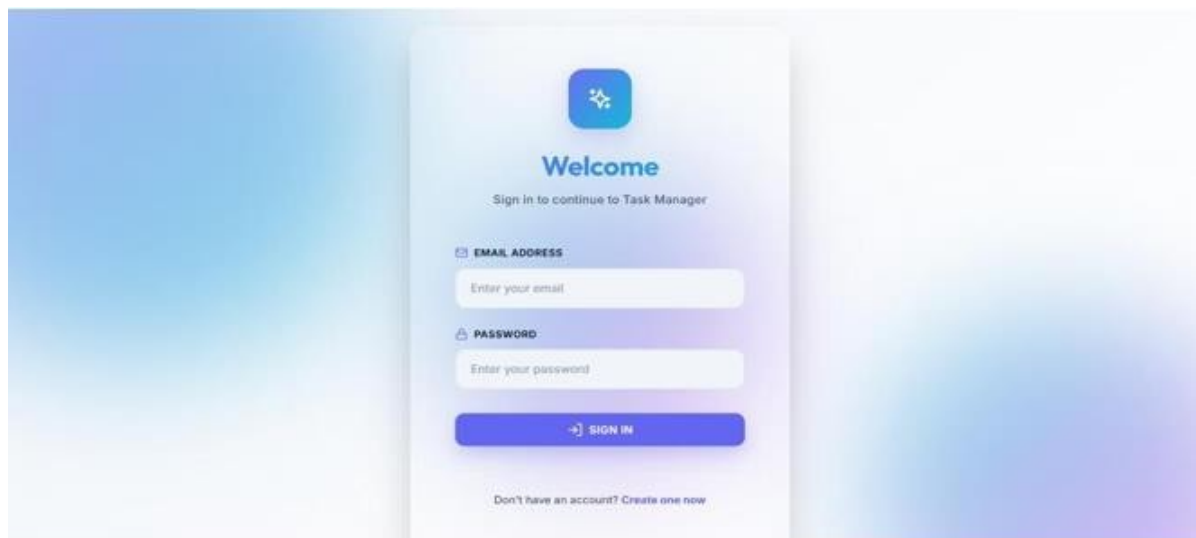 Welcome
Sign in to continue to Task Manager
EMAIL ADDRESS
Enter your email
PASSWORD
Enter your password
SIGN IN
Don't have an account? Create one now